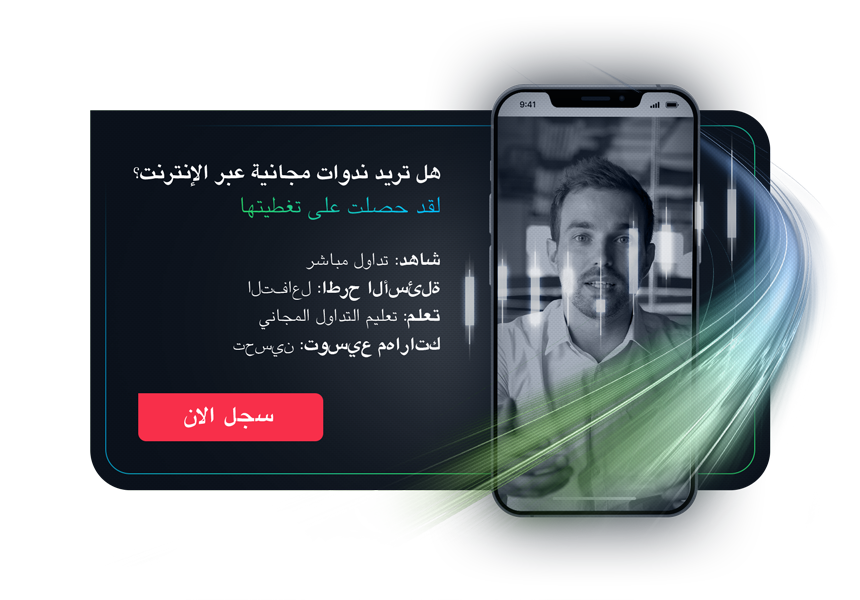 9:41
هل تريد ندوات مجانية عبر الإنترنت؟
لقد حصلت على تغطيتها
شاهد: تداول مباشر
ةلئسألا حرطا: لعافتلا
تعلم: تعليم التداول المجاني
كتاراهم عيسوت: نيسحت
سجل الان